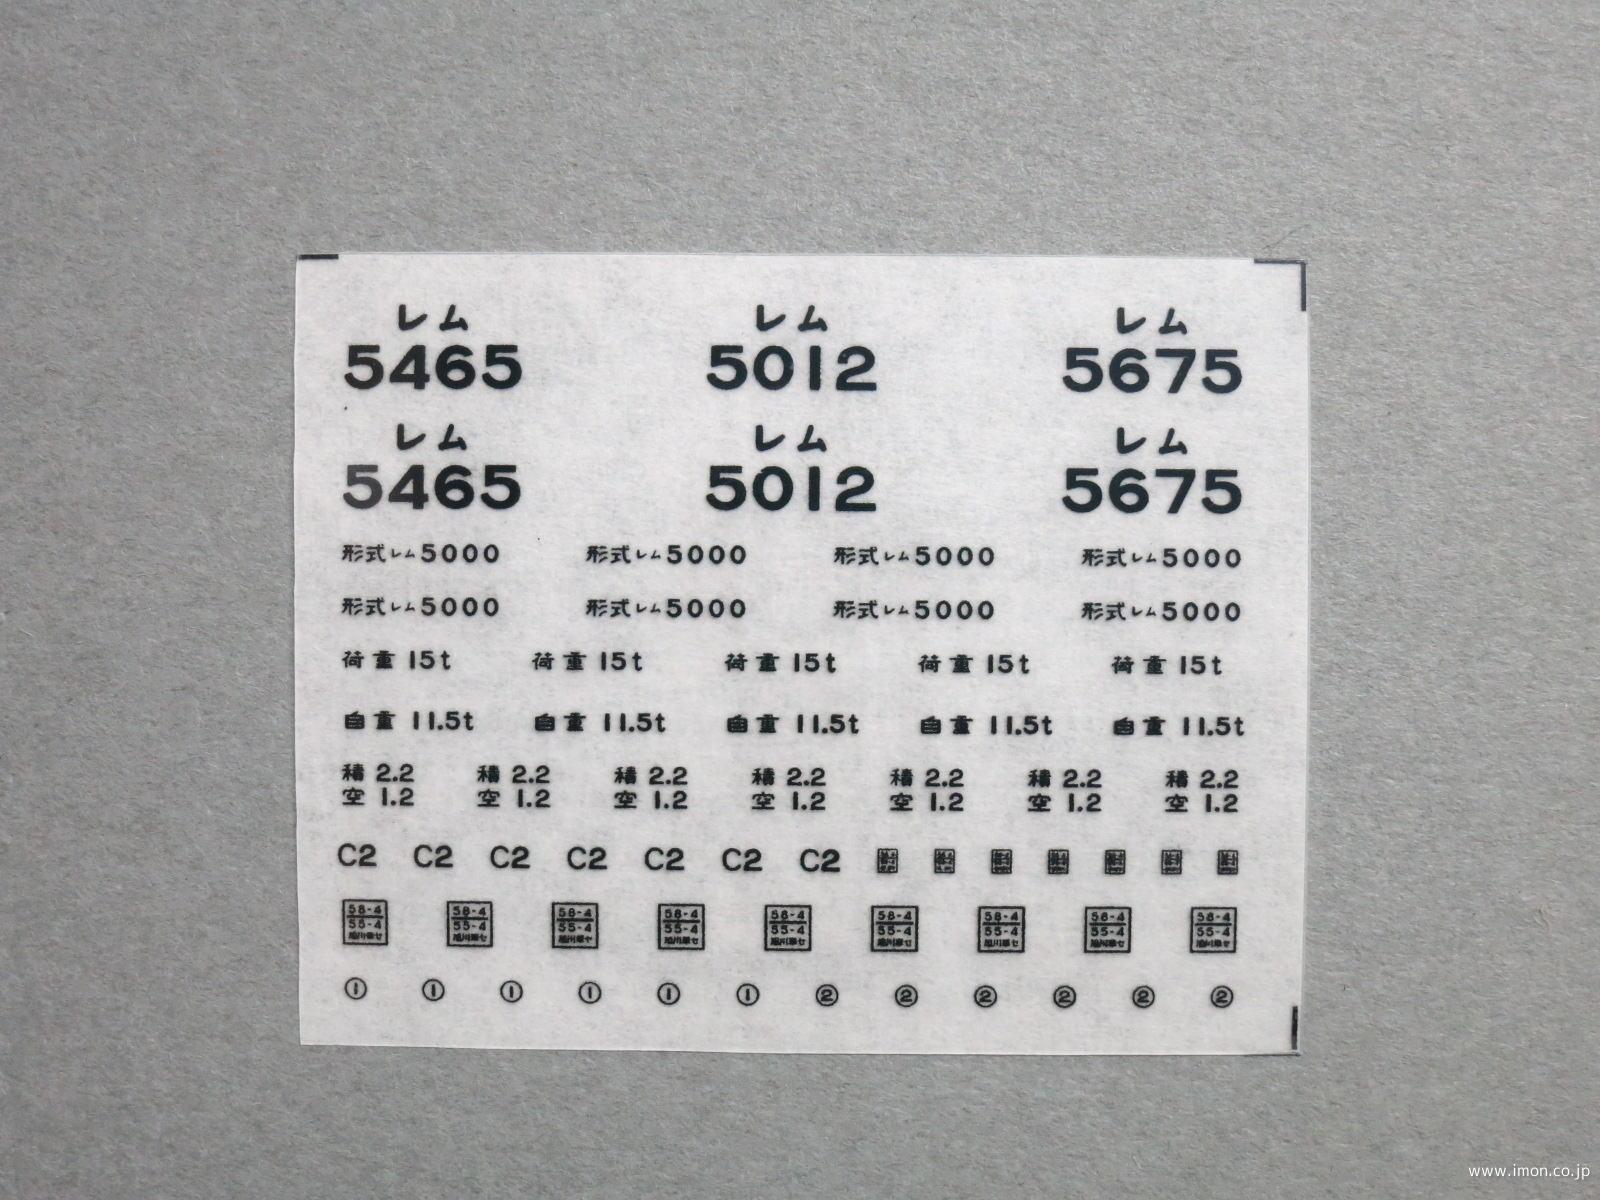 レム レム レム
5465 5012 5675
レム レム レム
5465 5012 5675
形式レム5000 形式レム5000 形式レム5000 形式レム5000
形式レム5000 形式レム5000 形式レム5000 形式レム5000
荷重 15t 荷重 15t 荷重 15t 荷重 15t 荷重 15t
自重 11.5t 自重 11.5t 自重 11.5t 自重 11.5t 自重 11.5t
積 2.2 積 2.2 積 2.2 積 2.2 積 2.2 積 2.2 積 2.2
空 1.2 空 1.2 空 1.2 空 1.2 空 1.2 空 1.2 空 1.2
C2 C2 C2 C2 C2 C2 C2
58-4 58-4 58-4 58-4 58-4 58-4 58-4 58-4 58-4
55-4 55-4 55-4 55-4 55-4 55-4 55-4 55-4 55-4
① ① ① ① ① ① ② ② ② ② ② ②
www.imon.co.jp